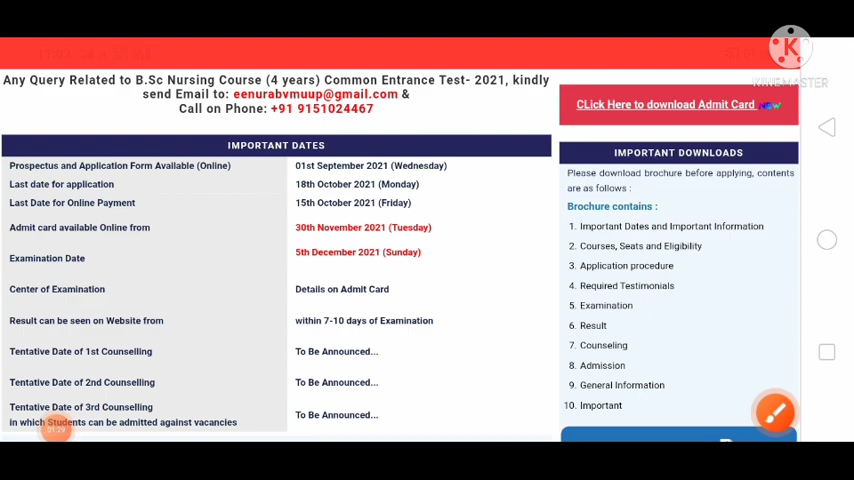 K
KINEMASTER
Any Query Related to B.Sc Nursing Course (4 years) Common Entrance Test- 2021, kindly
send Email to: eenurabvmuup@gmail.com &
Call on Phone: +91 9151024467
CLick Here to download Admit Card NEW
IMPORTANT DATES
Prospectus and Application Form Available (Online) 01st September 2021 (Wednesday)
Last date for application 18th October 2021 (Monday)
Last Date for Online Payment 15th October 2021 (Friday)
Admit card available Online from 30th November 2021 (Tuesday)
Examination Date 5th December 2021 (Sunday)
Center of Examination Details on Admit Card
Result can be seen on Website from within 7-10 days of Examination
Tentative Date of 1st Counselling To Be Announced...
Tentative Date of 2nd Counselling To Be Announced...
Tentative Date of 3rd Counselling
in which Students can be admitted against vacancies To Be Announced...
01:29
IMPORTANT DOWNLOADS
Please download brochure before applying, contents
are as follows :
Brochure contains :
1. Important Dates and Important Information
2. Courses, Seats and Eligibility
3. Application procedure
4. Required Testimonials
5. Examination
6. Result
7. Counseling
8. Admission
9. General Information
10. Important